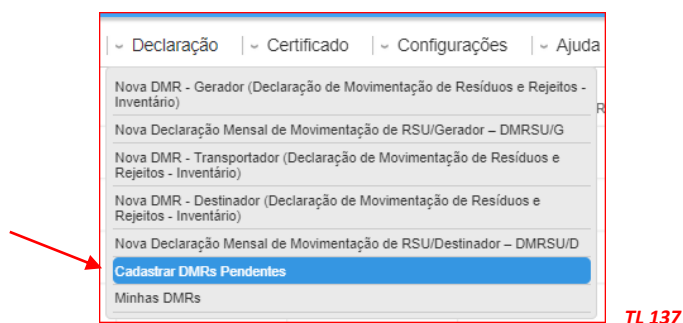 Declaração Certificado Configurações Ajuda
Nova DMR - Gerador (Declaração de Movimentação de Resíduos e Rejeitos -
Inventário)
R
Nova Declaração Mensal de Movimentação de RSU/Gerador – DMRSU/G
Nova DMR - Transportador (Declaração de Movimentação de Resíduos e
Rejeitos - Inventário)
Nova DMR - Destinador (Declaração de Movimentação de Resíduos e
Rejeitos - Inventário)
Nova Declaração Mensal de Movimentação de RSU/Destinador – DMRSU/D
Cadastrar DMRs Pendentes
Minhas DMRs
TL 137